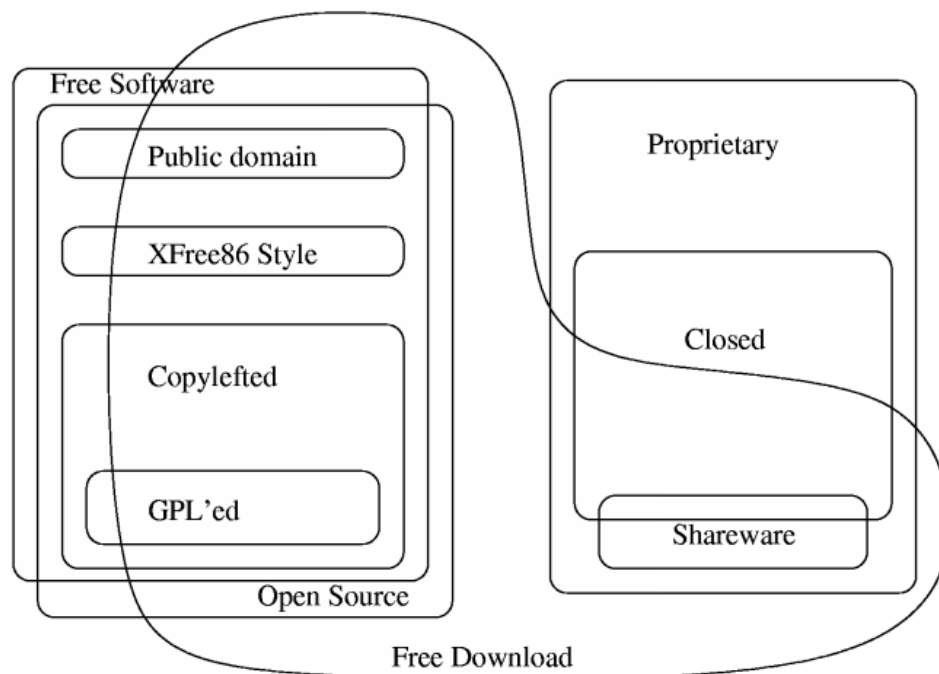 Free Software
Public domain
XFree86 Style
Copylefted
GPL'ed
Open Source
Proprietary
Closed
Shareware
Free Download